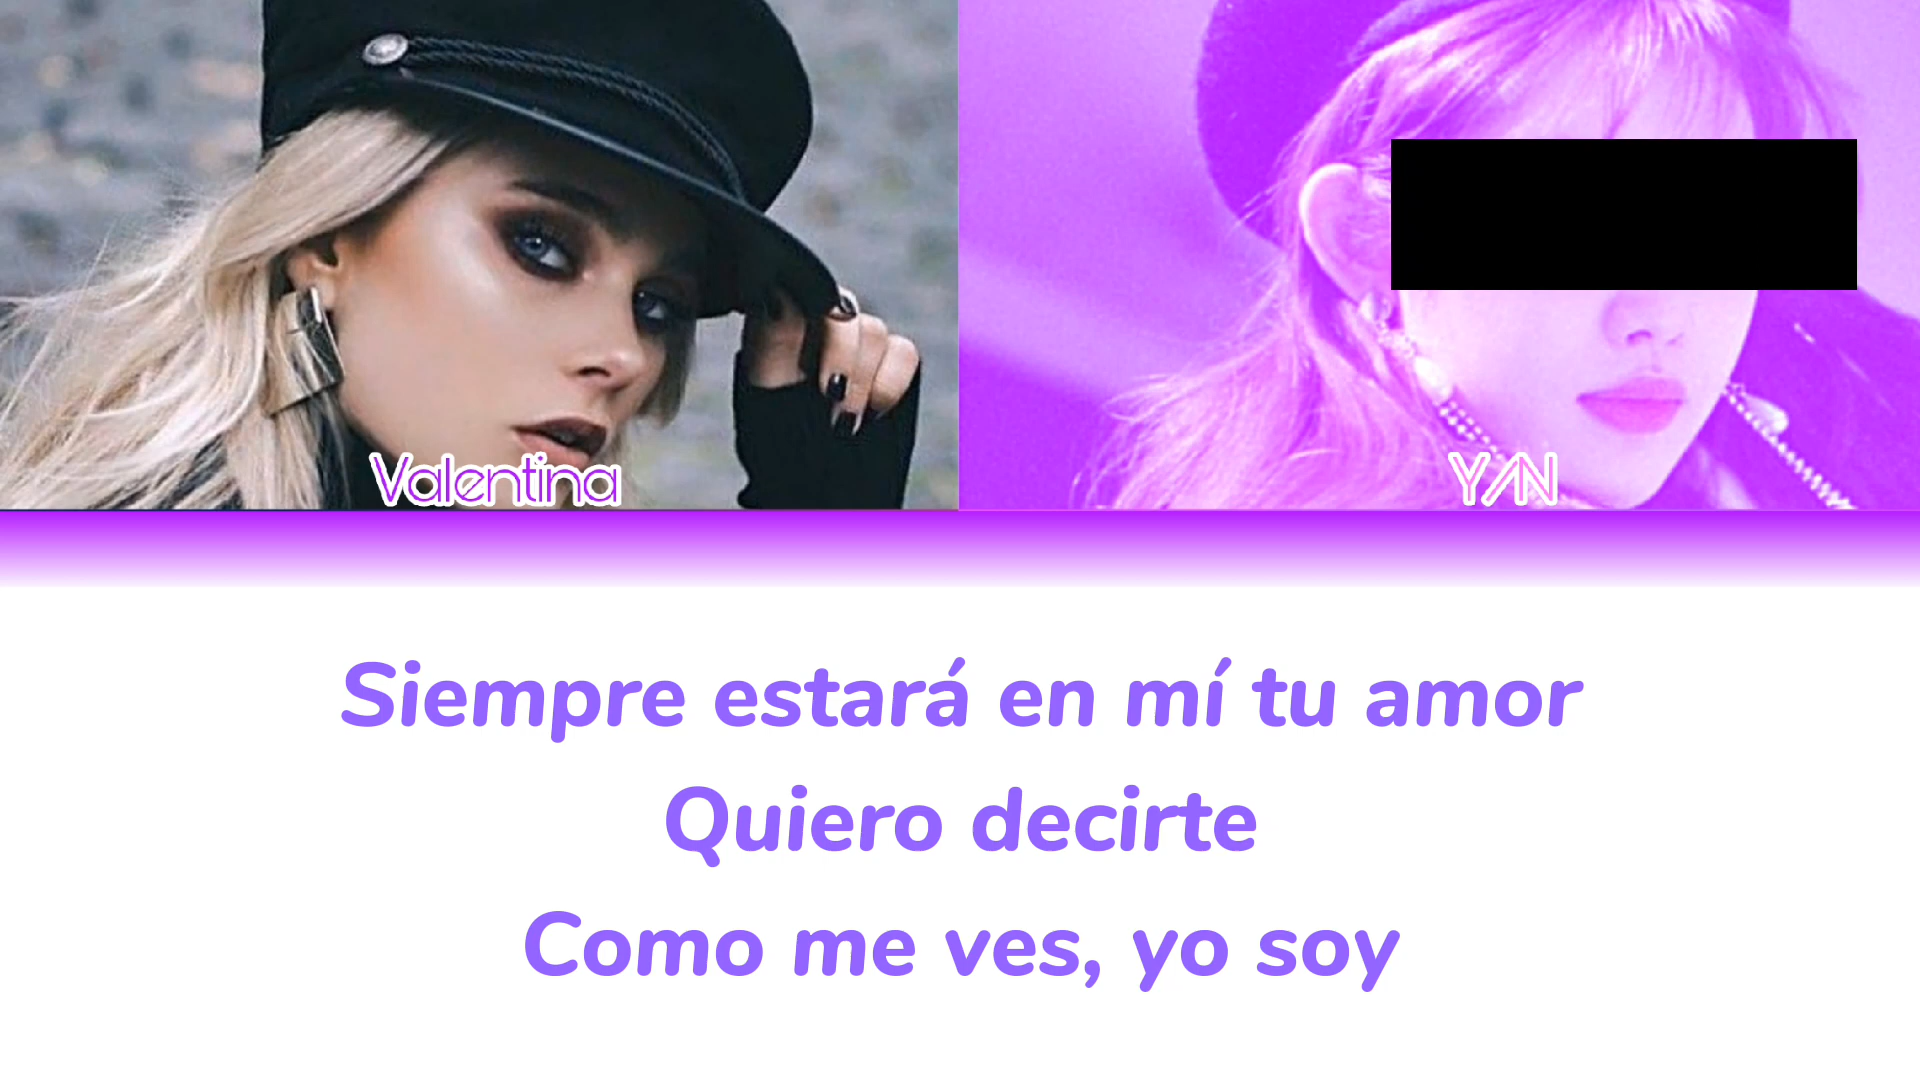 Valentina
Y/N
Siempre estará en mí tu amor
Quiero decirte
Como me ves, yo soy